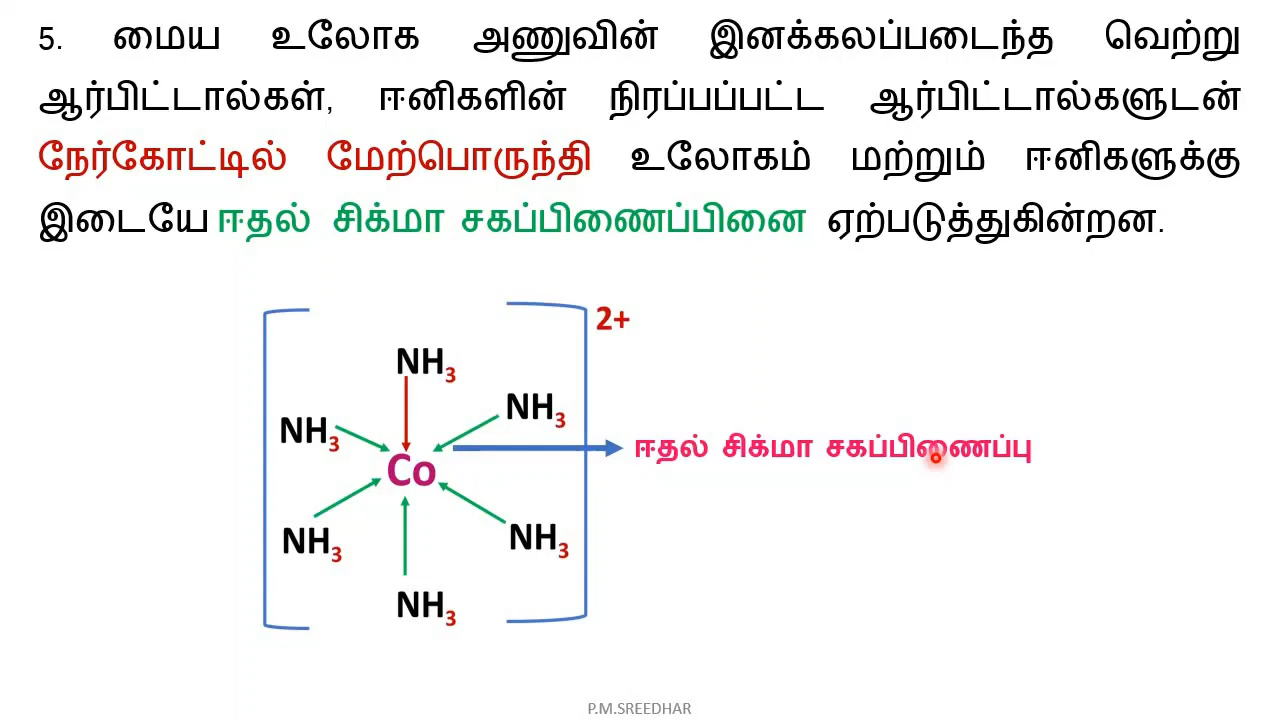 5. மைய உலோக அணுவின் இனக்கலப்படைந்த வெற்று
ஆர்பிட்டால்கள், ஈனிகளின் நிரப்பப்பட்ட ஆர்பிட்டால்களுடன்
நேர்கோட்டில் மேற்பொருந்தி உலோகம் மற்றும் ஈனிகளுக்கு
இடையே ஈதல் சிக்மா சகப்பிணைப்பினை ஏற்படுத்துகின்றன.
2+
NH3
NH3
NH3
ஈதல் சிக்மா சகப்பிணைப்பு
Co
NH3
NH3
NH3
P.M.SREEDHAR